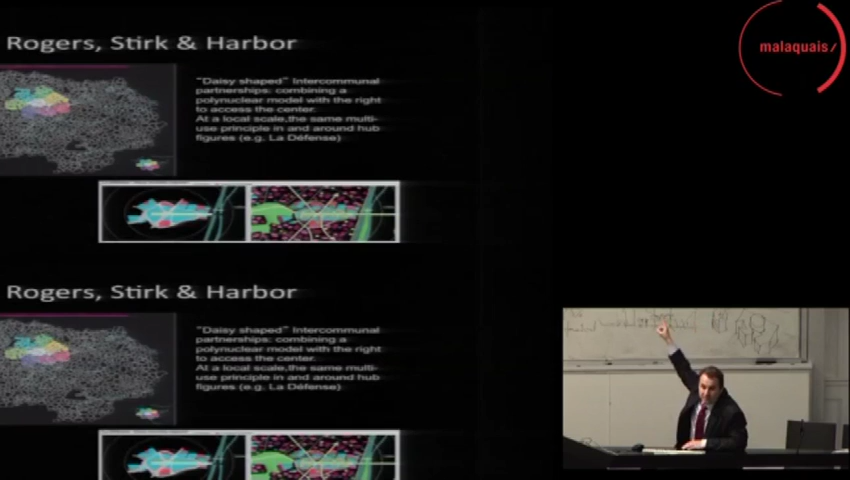 Rogers, Stirk & Harbor
malaquais/
"Daisy shaped" Intercommunal
partnerships: combining a
polynuclear model with the right
to access the center.
At a local scale,the same multi-
use principle in and around hub
figures (e.g. La Défense)
Rogers, Stirk & Harbor
"Daisy shaped" Intercommunal
partnerships: combining a
polynuclear model with the right
to access the center.
At a local scale,the same multi-
use principle in and around hub
figures (e.g. La Défense)